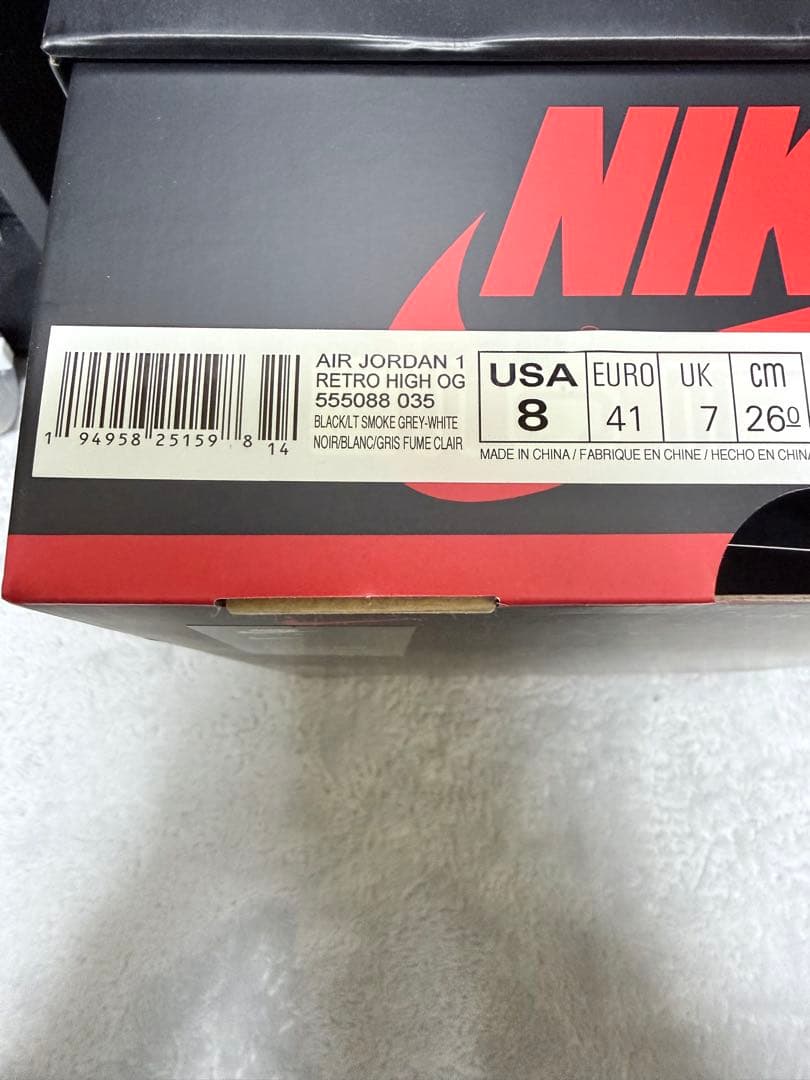 NIK
AIR JORDAN 1
RETRO HIGH OG
555088 035
BLACK/LT SMOKE GREY-WHITE
NOIR/BLANC/GRIS FUME CLAIR
1 94958 25159 8 14
USA EURO UK cm
8 41 7 26⁰
MADE IN CHINA / FABRIQUE EN CHINE / HECHO EN CHINA